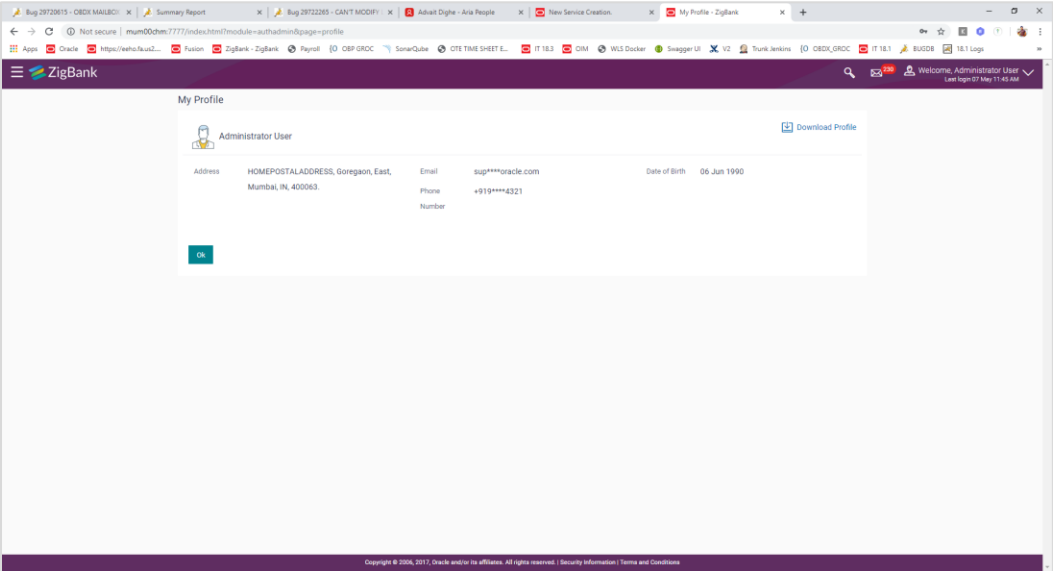 Bug 29720615 - OBDX MAILBOX
Summary Report
Bug 29722265 - CAN'T MODIFY
Advait Dighe - Aria People
New Service Creation.
My Profile - ZigBank
Not secure | mum00chm:7777/index.html?module=authadmin&page=profile
Apps
Oracle
https://eeho.fa.us2....
Fusion
ZigBank - ZigBank
Payroll
OBP GROC
SonarQube
OTE TIME SHEET E...
IT 18.3
OIM
WLS Docker
Swagger UI
V2
Trunk Jenkins
OBDX_GROC
IT 18.1
BUGDB
18.1 Logs
ZigBank
Welcome, Administrator User
Last login 07 May 11:45 AM
My Profile
Administrator User
Download Profile
Address
HOMEPOSTALADDRESS, Goregaon, East,
Mumbai, IN, 400063.
Email
sup****oracle.com
Phone
Number
+919****4321
Date of Birth
06 Jun 1990
Ok
Copyright © 2006, 2017, Oracle and/or its affiliates. All rights reserved. | Security Information | Terms and Conditions